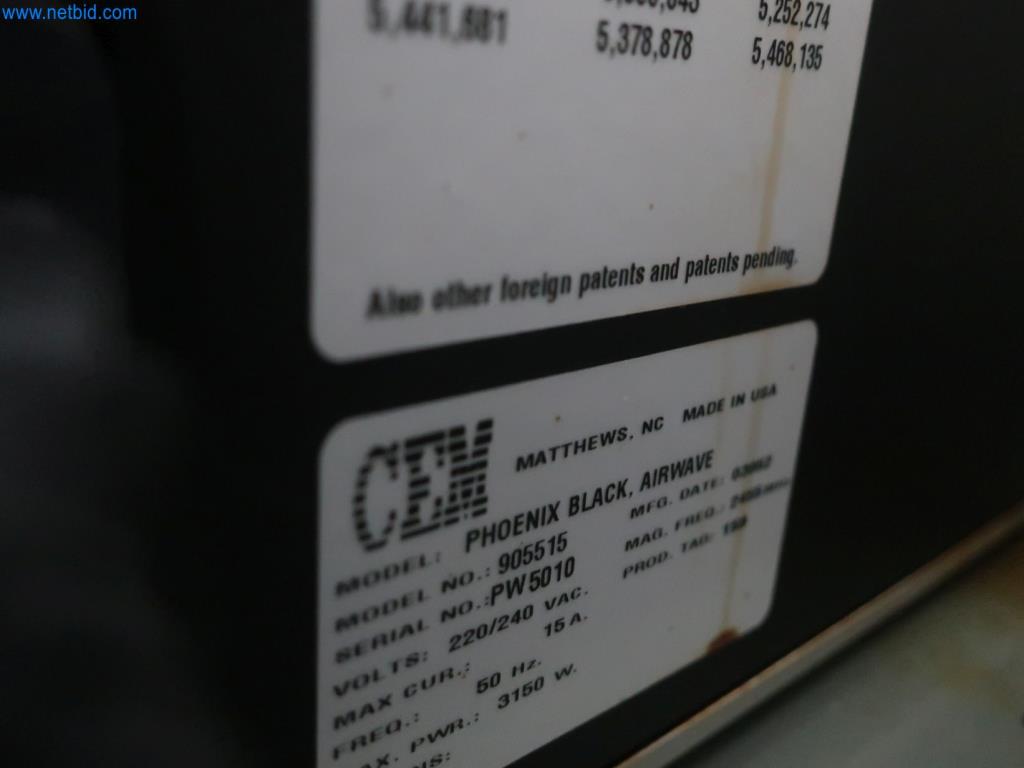 www.netbid.com
5,252,274
5,441,881 5,378,878 5,468,135
Also other foreign patents and patents pending.
CEM MATTHEWS, NC MADE IN USA
MODEL: PHOENIX BLACK, AIRWAVE
MODEL NO.: 905515 MFG. DATE:
SERIAL NO.: PW5010 MAG. FREQ.:
VOLTS: 220/240 VAC. PROD. TAG:
MAX CUR.: 15 A.
FREQ.: 50 Hz.
PWR.: 3150 W.